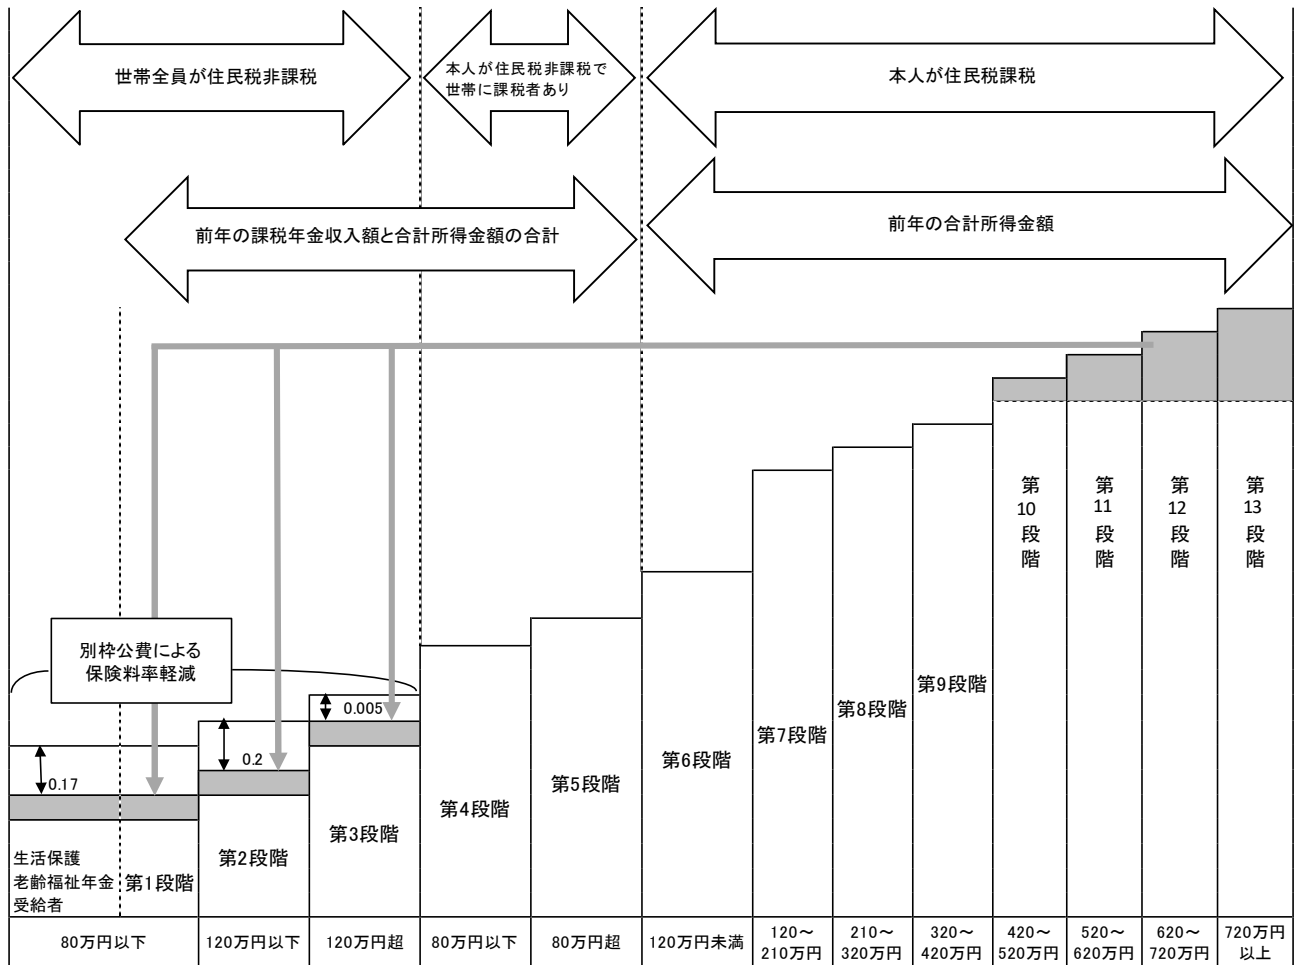 世帯全員が住民税非課税
本人が住民税非課税で
世帯に課税者あり
本人が住民税課税
前年の課税年金収入額と合計所得金額の合計
前年の合計所得金額
別枠公費による
保険料率軽減
0.17
0.2
0.005
生活保護
老齢福祉年金
受給者
第1段階
第2段階
第3段階
第4段階
第5段階
第6段階
第7段階
第8段階
第9段階
第
10
段
階
第
11
段
階
第
12
段
階
第
13
段
階
80万円以下
120万円以下
120万円超
80万円以下
80万円超
120万円未満
120～
210万円
210～
320万円
320～
420万円
420～
520万円
520～
620万円
620～
720万円
720万円
以上